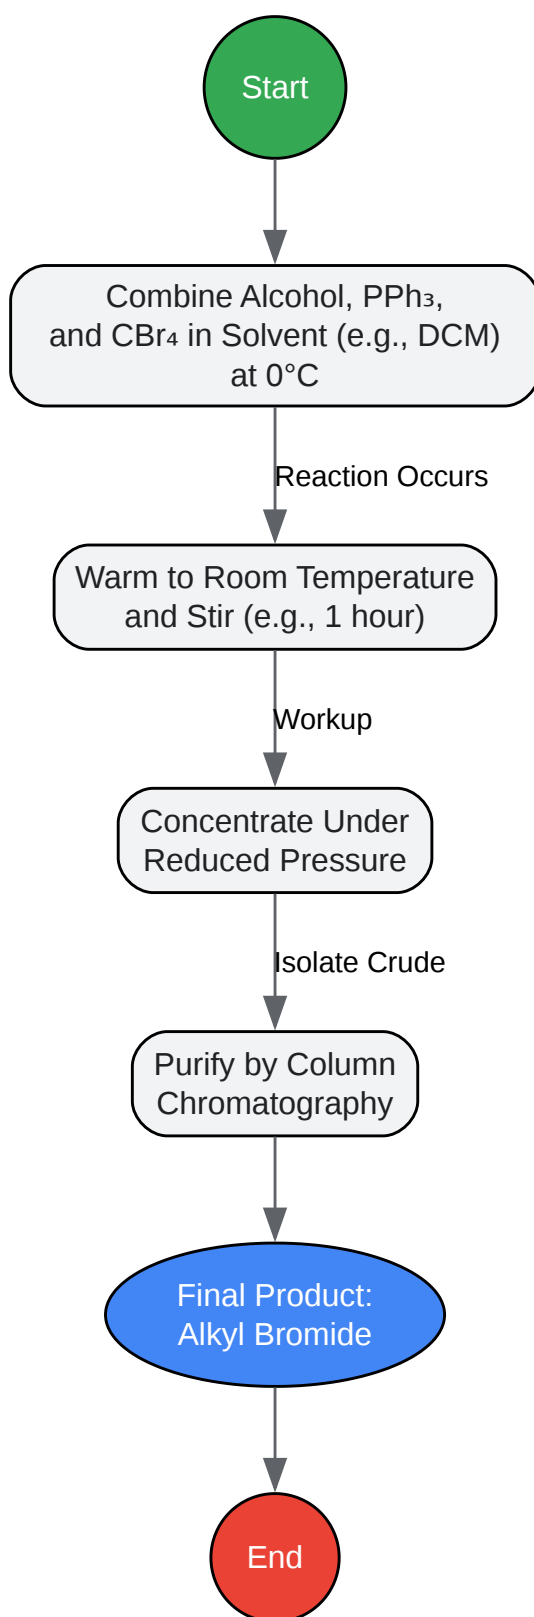 Start
Combine Alcohol, PPh₃,
and CBr₄ in Solvent (e.g., DCM)
at 0°C
Reaction Occurs
Warm to Room Temperature
and Stir (e.g., 1 hour)
Workup
Concentrate Under
Reduced Pressure
Isolate Crude
Purify by Column
Chromatography
Final Product:
Alkyl Bromide
End